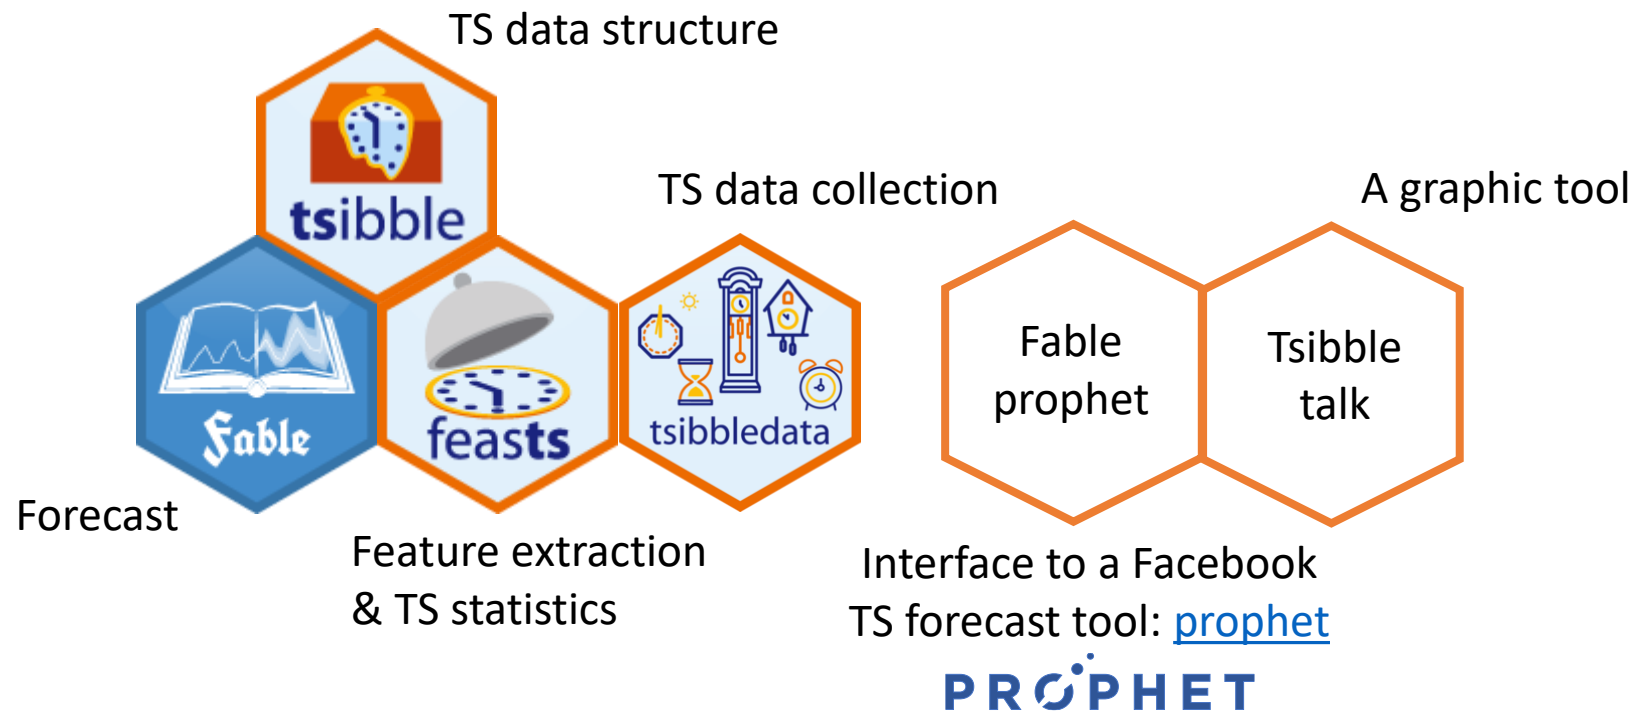 TS data structure
tsibble
TS data collection
A graphic tool
Fable
feasts
tsibbledata
Fable
prophet
Tsibble
talk
Forecast
Feature extraction
& TS statistics
Interface to a Facebook
TS forecast tool: prophet
PROPHET